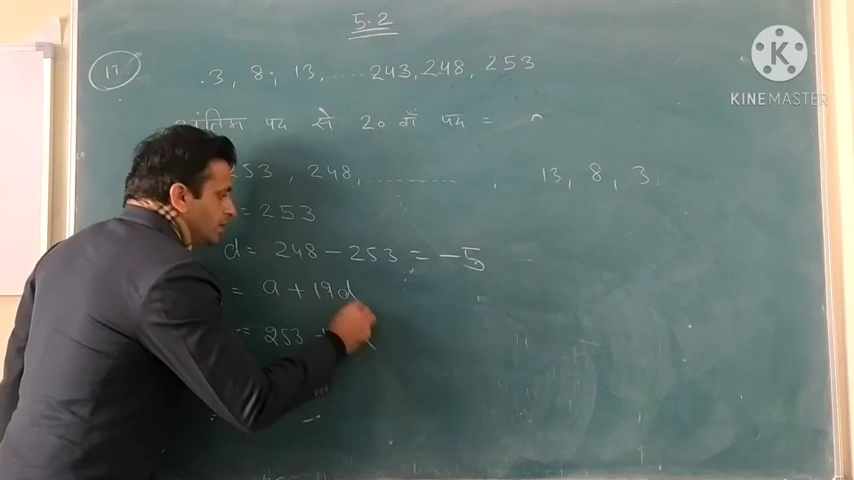 5.2
17
3, 8, 13, ..... 243, 248, 253
अंतिम पद से 20 वाँ पद =
253, 248, ............ , 13, 8, 3
= 253
d = 248 - 253 = -5
= a + 19d
= 253 +
K
KINEMASTER